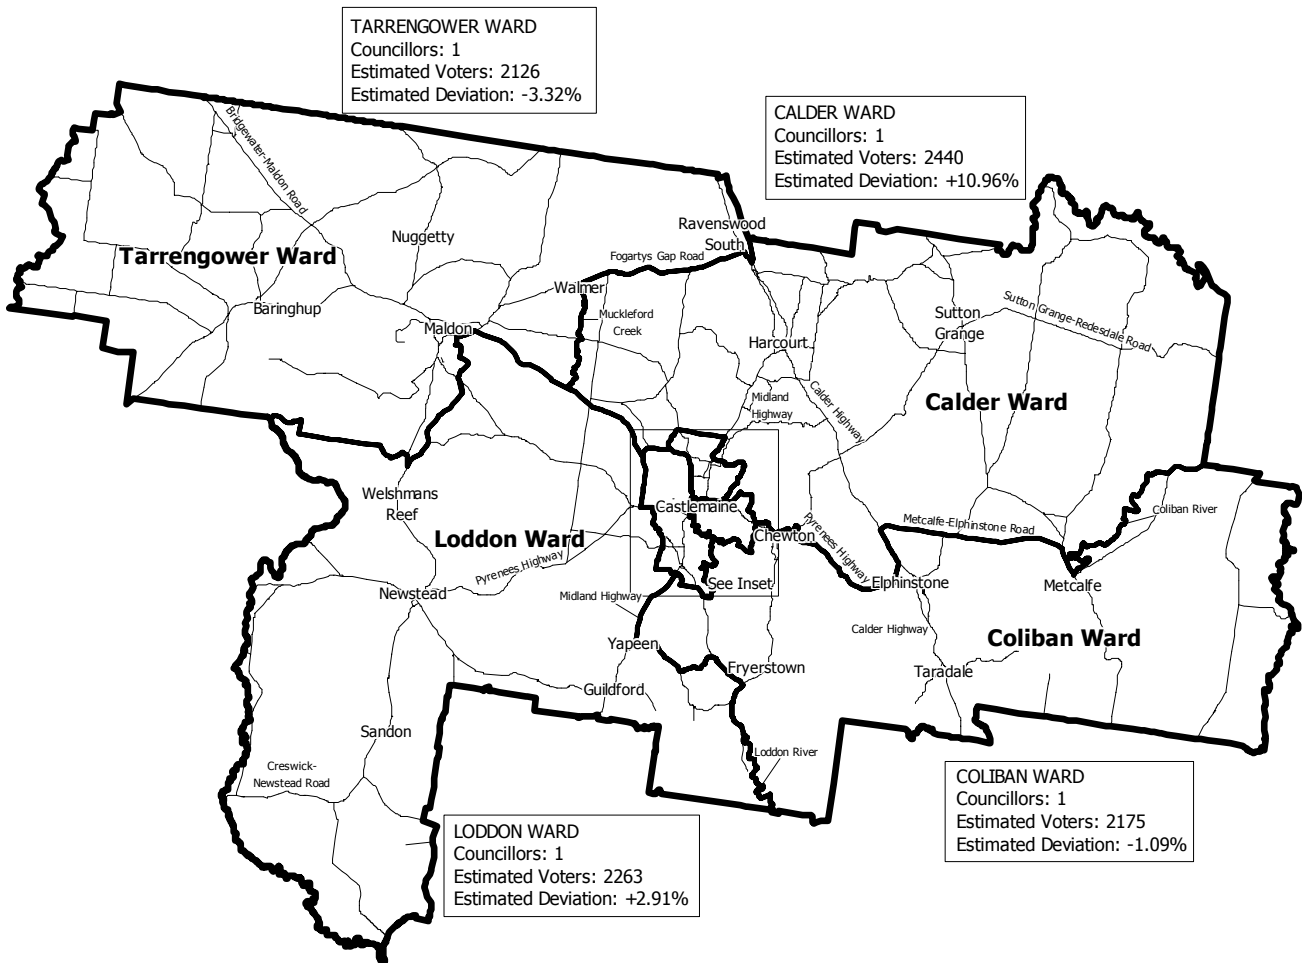 TARRENGOWER WARD
Councillors: 1
Estimated Voters: 2126
Estimated Deviation: -3.32%
CALDER WARD
Councillors: 1
Estimated Voters: 2440
Estimated Deviation: +10.96%
Bridgewater-Maldon Road
Ravenswood
South
Nuggetty
Tarrengower Ward
Fogartys Gap Road
Walmer
Baringhup
Muckleford
Creek
Maldon
Sutton
Grange
Sutton Grange-Redesdale Road
Harcourt
Midland
Highway
Calder Highway
Calder Ward
Welshmans
Reef
Castlemaine
Coliban River
Metcalfe-Elphinstone Road
Loddon Ward
Chewton
Pyrenees Highway
Pyrenees Highway
See Inset
Elphinstone
Metcalfe
Newstead
Midland Highway
Calder Highway
Coliban Ward
Yapeen
Fryerstown
Taradale
Guildford
Sandon
Loddon River
Creswick-
Newstead Road
COLIBAN WARD
Councillors: 1
Estimated Voters: 2175
Estimated Deviation: -1.09%
LODDON WARD
Councillors: 1
Estimated Voters: 2263
Estimated Deviation: +2.91%